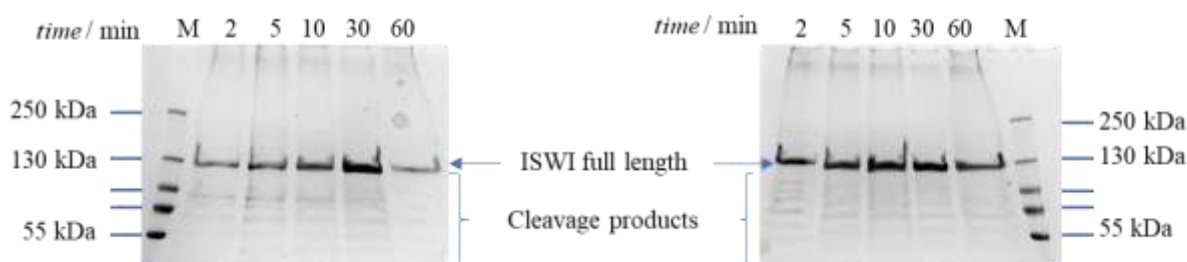 time / min M 2 5 10 30 60
250 kDa
130 kDa
55 kDa
ISWI full length
Cleavage products
time / min 2 5 10 30 60 M
250 kDa
130 kDa
55 kDa